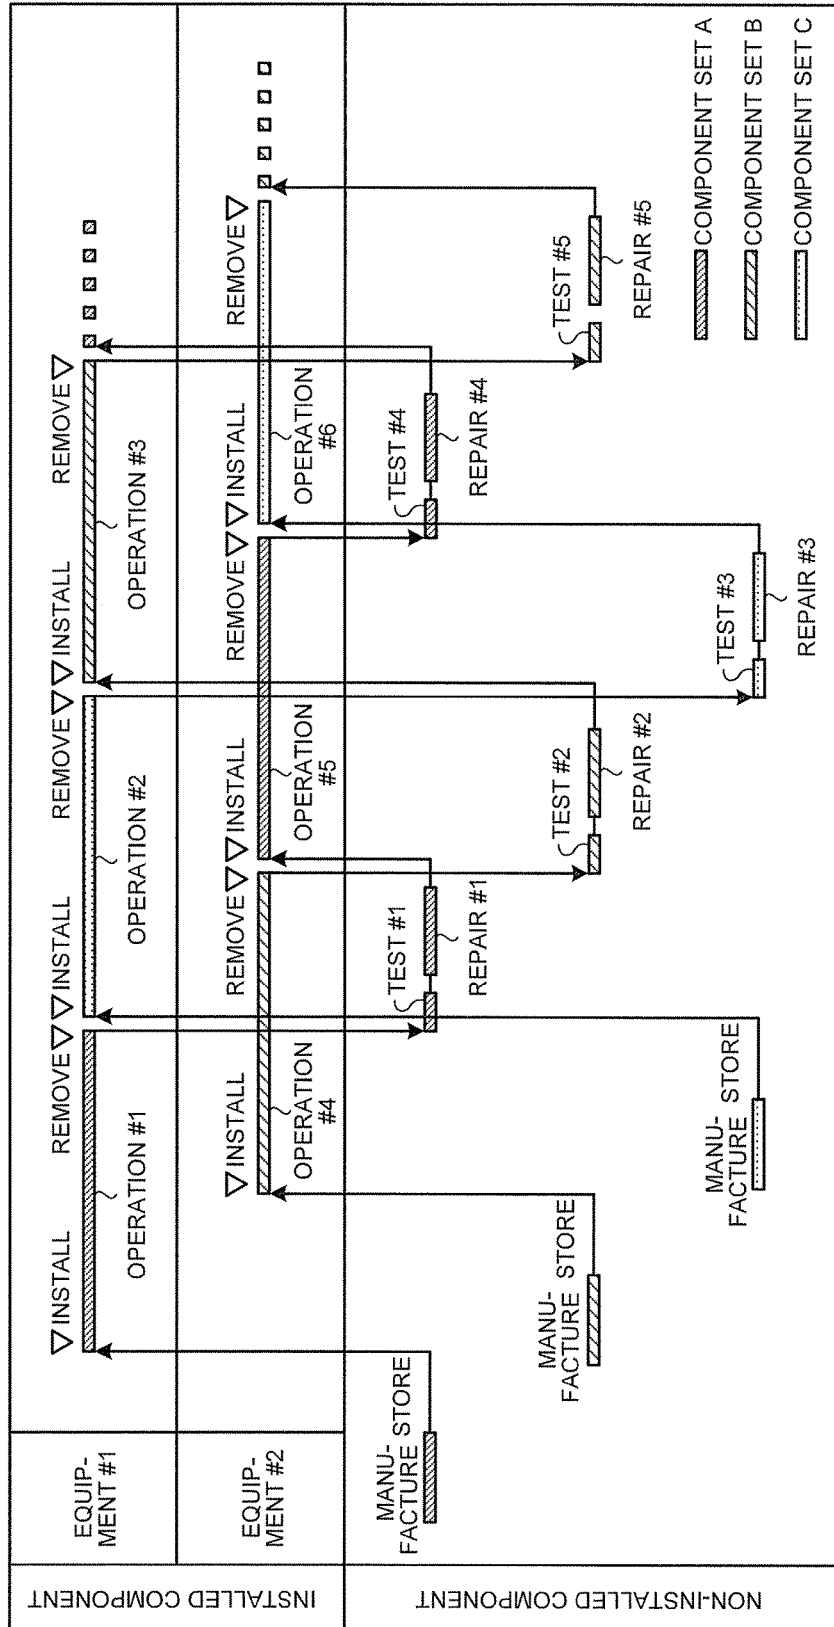 INSTALLED COMPONENT
NON-INSTALLED COMPONENT
EQUIP-
MENT #1
EQUIP-
MENT #2
▽INSTALL
REMOVE▽
▽INSTALL
REMOVE▽
▽INSTALL
REMOVE▽
OPERATION #1
OPERATION #2
OPERATION #3
▽INSTALL
REMOVE▽
▽INSTALL
REMOVE▽
▽INSTALL
REMOVE▽
OPERATION
#4
OPERATION
#5
OPERATION
#6
MANU-
FACTURE STORE
TEST #1
REPAIR #1
TEST #4
REPAIR #4
MANU-
FACTURE STORE
TEST #2
REPAIR #2
TEST #5
REPAIR #5
MANU-
FACTURE STORE
TEST #3
REPAIR #3
COMPONENT SET A
COMPONENT SET B
COMPONENT SET C